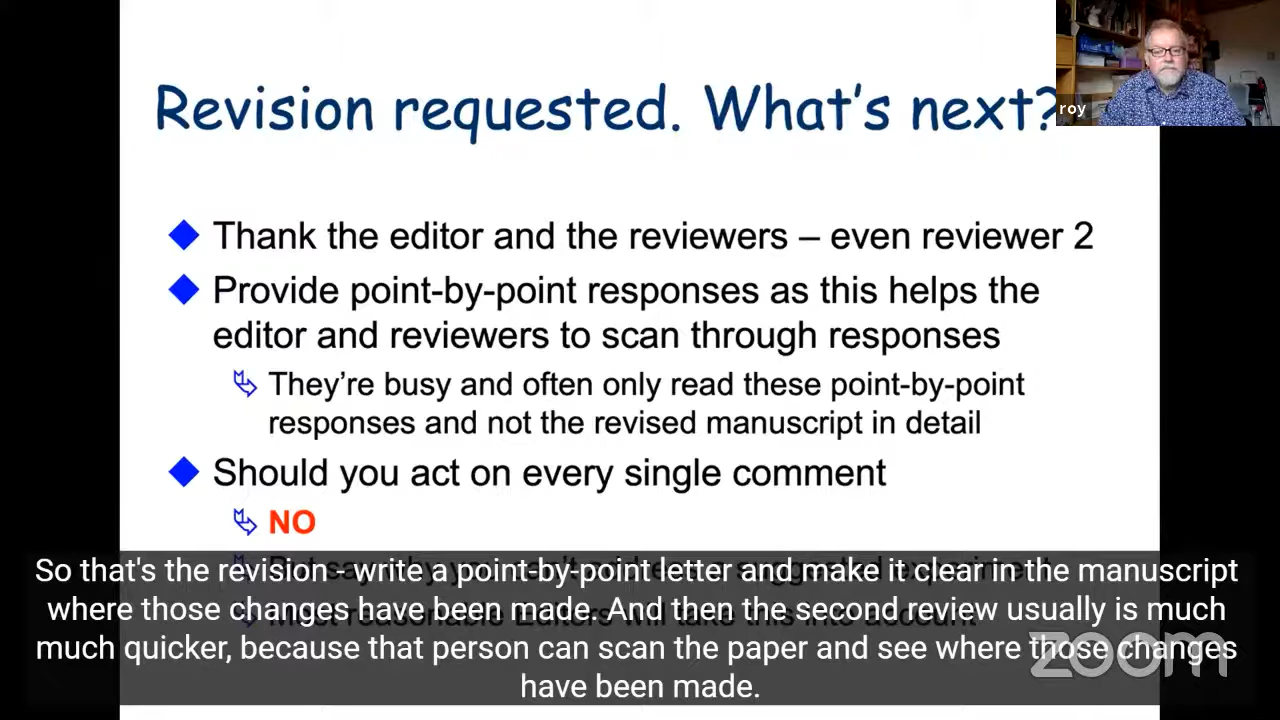 Revision requested. What's next?
roy
Thank the editor and the reviewers – even reviewer 2
Provide point-by-point responses as this helps the
editor and reviewers to scan through responses
They're busy and often only read these point-by-point
responses and not the revised manuscript in detail
Should you act on every single comment
NO
So that's the revision - write a point-by-point letter and make it clear in the manuscript
where those changes have been made. And then the second review usually is much
much quicker, because that person can scan the paper and see where those changes
have been made.
zoom